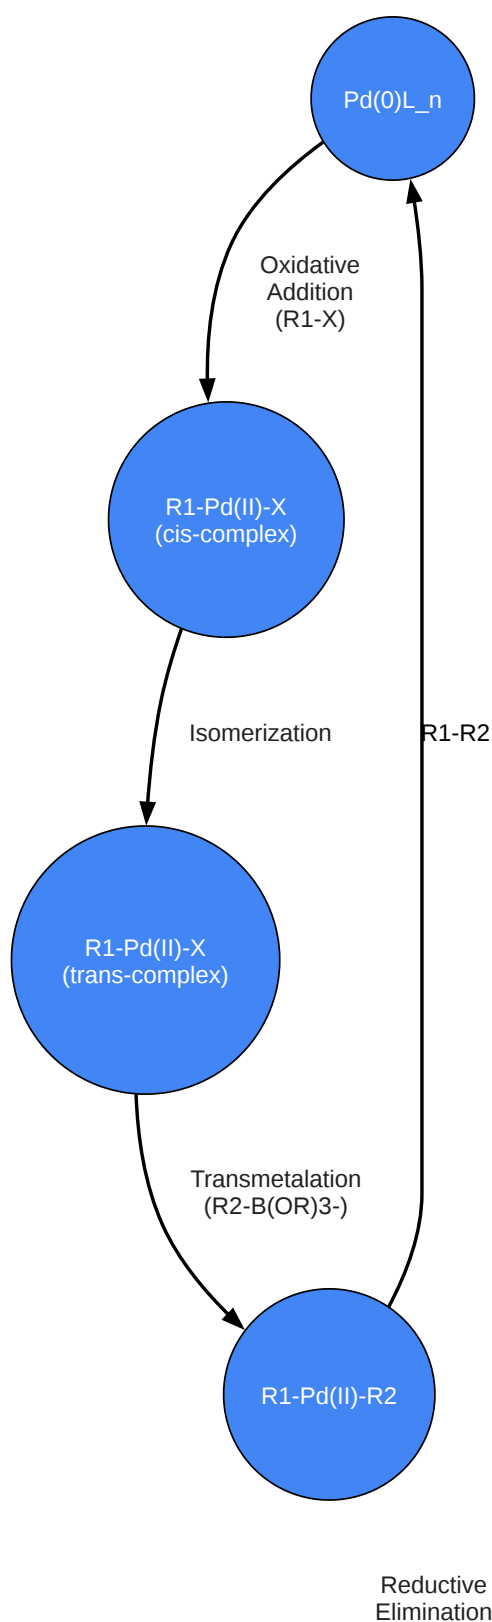 Pd(0)L_n
Oxidative
Addition
(R1-X)
R1-Pd(II)-X
(cis-complex)
Isomerization
R1-R2
R1-Pd(II)-X
(trans-complex)
Transmetalation
(R2-B(OR)3-)
R1-Pd(II)-R2
Reductive
Elimination